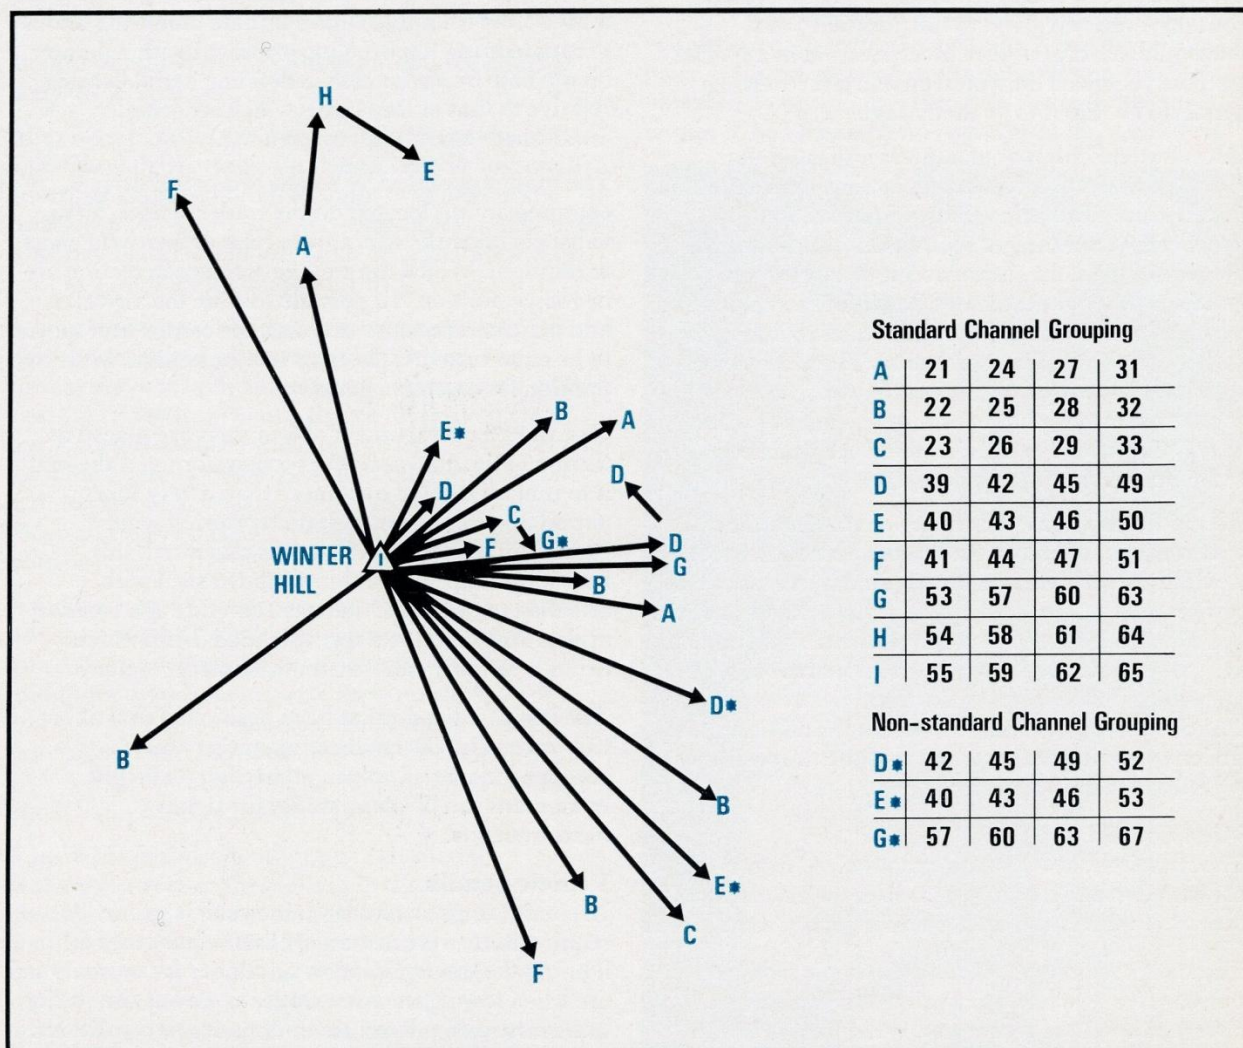 H
E
F
A
B
A
E*
D
D
C
G*
D
F
WINTER
HILL
I
G
B
A
D*
B
B
E*
B
C
F
Standard Channel Grouping
A 21 24 27 31
B 22 25 28 32
C 23 26 29 33
D 39 42 45 49
E 40 43 46 50
F 41 44 47 51
G 53 57 60 63
H 54 58 61 64
I 55 59 62 65
Non-standard Channel Grouping
D* 42 45 49 52
E* 40 43 46 53
G* 57 60 63 67